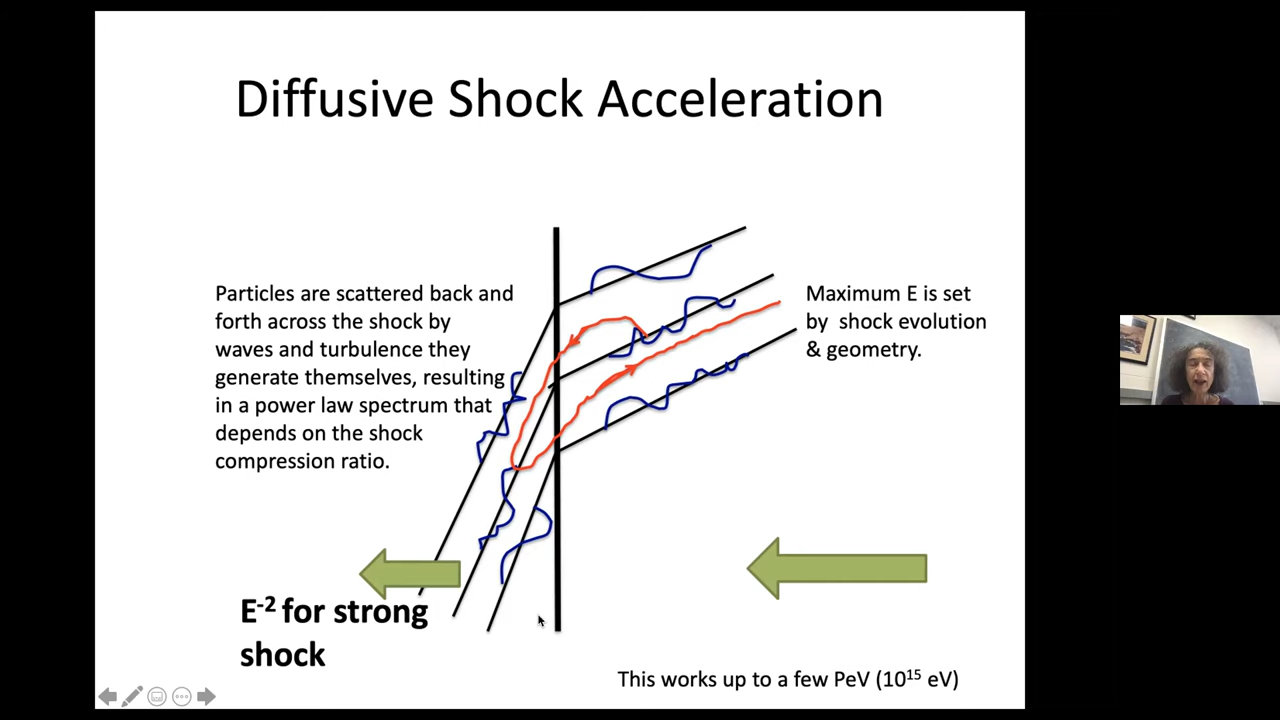 Diffusive Shock Acceleration
Particles are scattered back and
forth across the shock by
waves and turbulence they
generate themselves, resulting
in a power law spectrum that
depends on the shock
compression ratio.
Maximum E is set
by shock evolution
& geometry.
E⁻² for strong
shock
This works up to a few PeV (10¹⁵ eV)